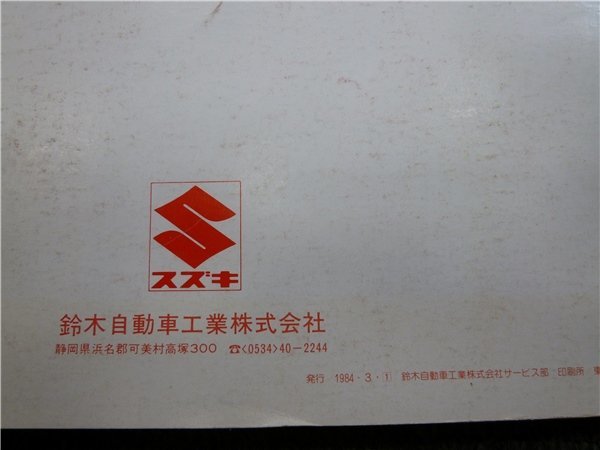 スズキ
鈴木自動車工業株式会社
静岡県浜名郡可美村高塚300 ☎<0534>40-2244
発行 1984・3・① 鈴木自動車工業株式会社サービス部 印刷所 東